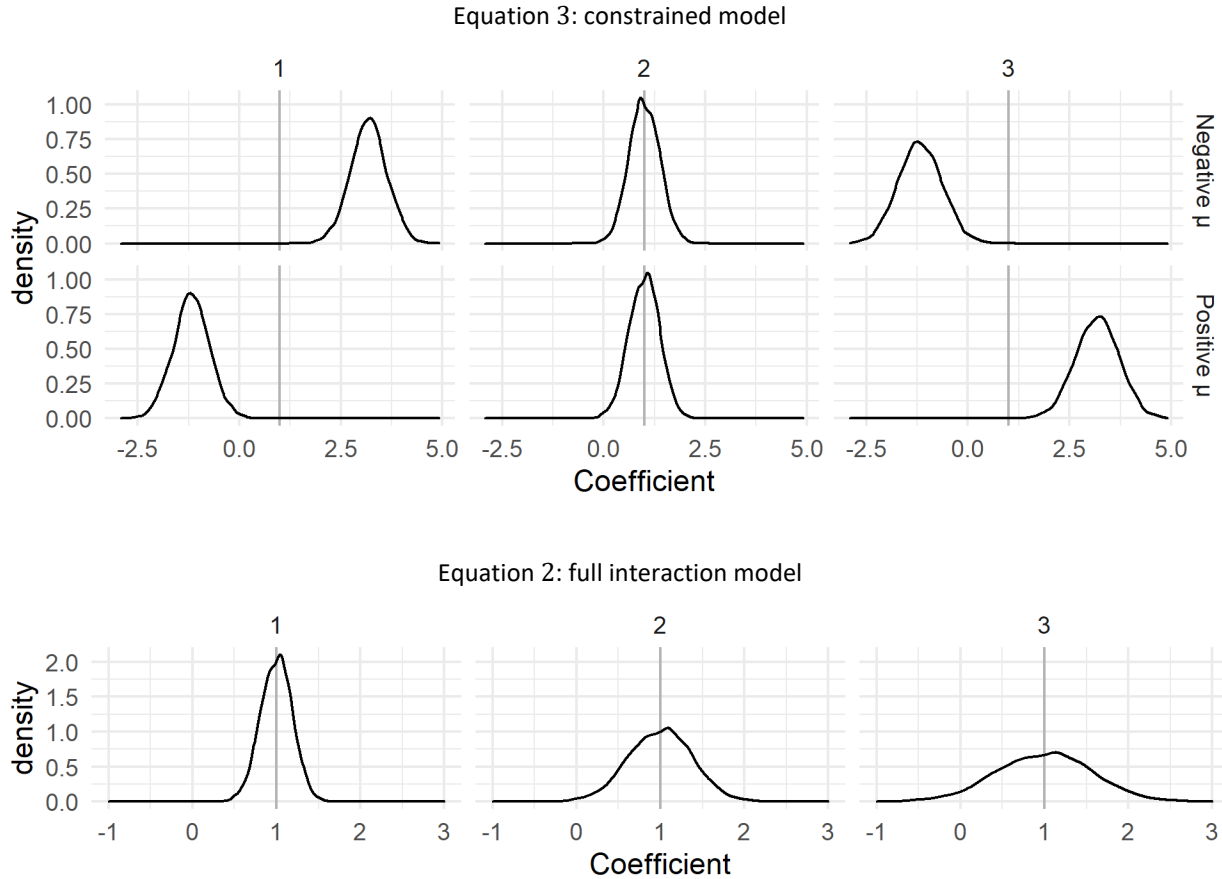 Equation 3: constrained model
1 2 3
density
1.00
0.75
0.50
0.25
0.00
Negative μ
1.00
0.75
0.50
0.25
0.00
Positive μ
-2.5 0.0 2.5 5.0 -2.5 0.0 2.5 5.0 -2.5 0.0 2.5 5.0
Coefficient
Equation 2: full interaction model
1 2 3
density
2.0
1.5
1.0
0.5
0.0
-1 0 1 2 3 -1 0 1 2 3 -1 0 1 2 3
Coefficient